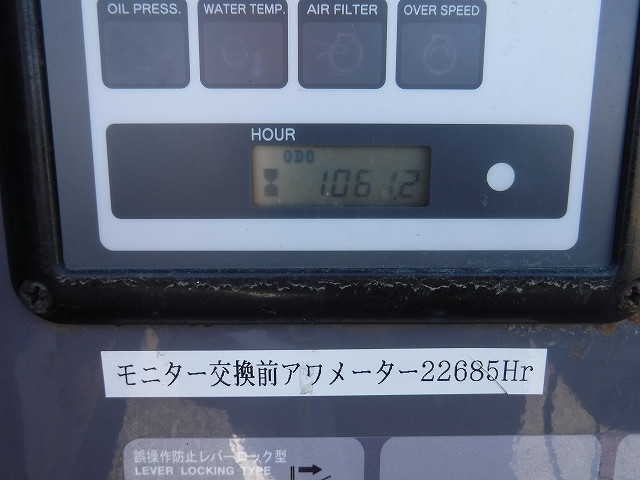 OIL PRESS. WATER TEMP. AIR FILTER OVER SPEED
HOUR
ODO
1061.2
モニター交換前アワメーター22685Hr
誤操作防止レバーロック型
LEVER LOCKING TYPE